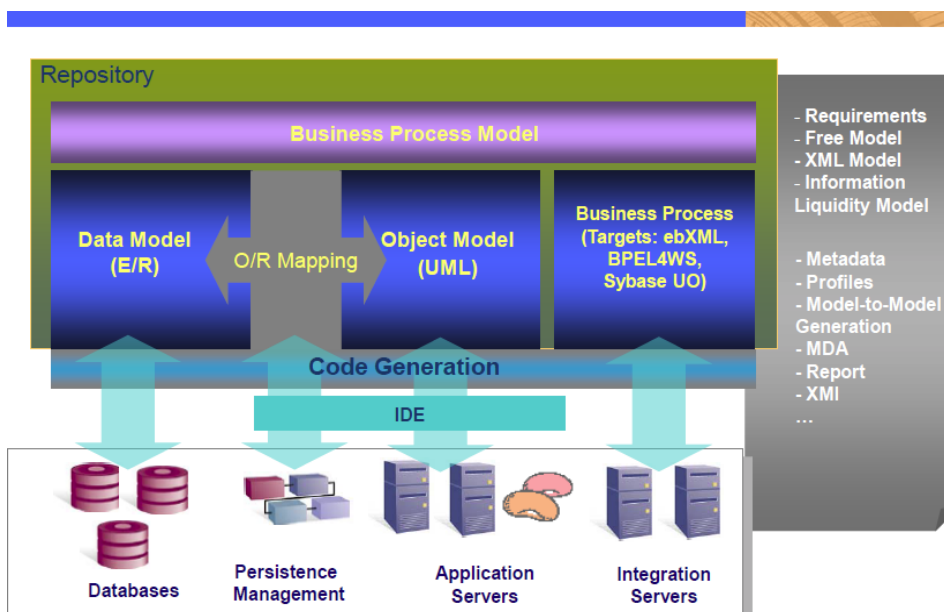 Repository
Business Process Model
Data Model
(E/R)
O/R Mapping
Object Model
(UML)
Business Process
(Targets: ebXML,
BPEL4WS,
Sybase UO)
Code Generation
IDE
Databases
Persistence
Management
Application
Servers
Integration
Servers
- Requirements
- Free Model
- XML Model
- Information
Liquidity Model
- Metadata
- Profiles
- Model-to-Model
Generation
- MDA
- Report
- XMI
...